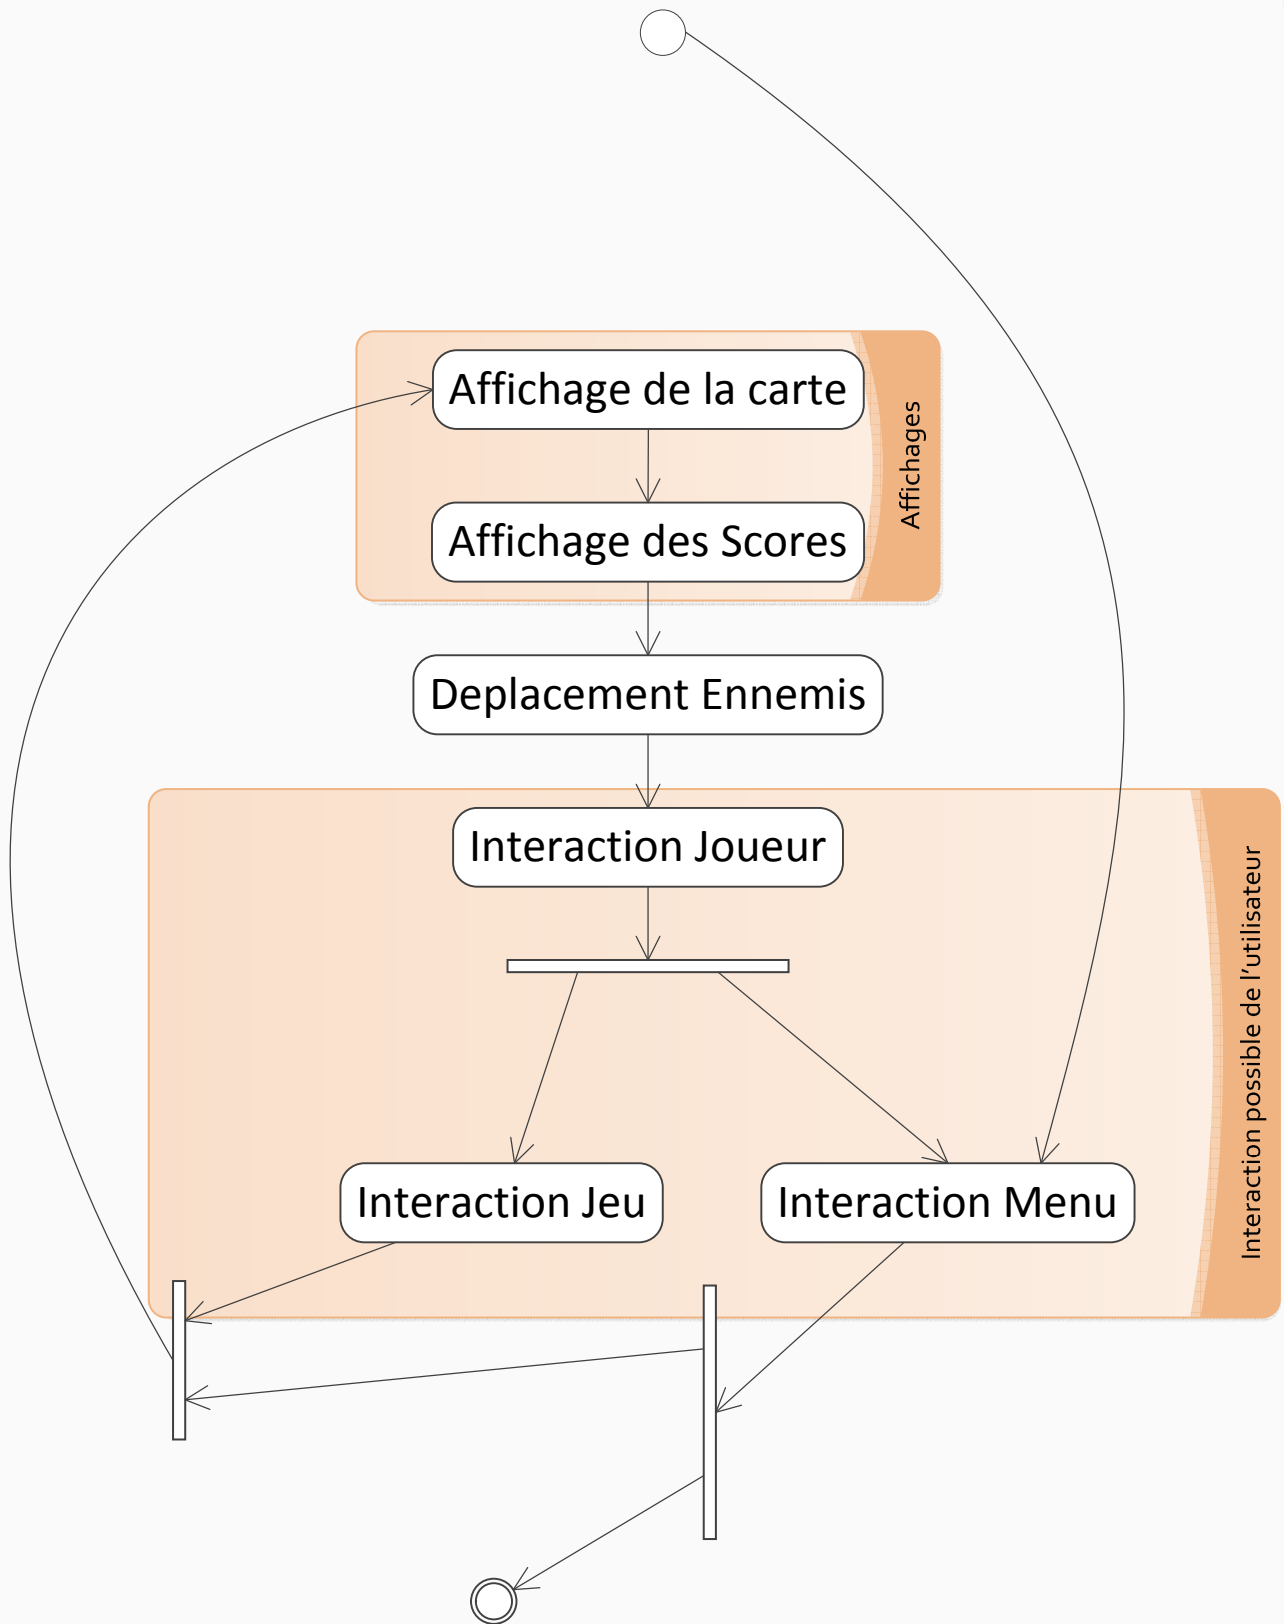 Affichage de la carte
Affichages
Affichage des Scores
Deplacement Ennemis
Interaction Joueur
Interaction possible de l'utilisateur
Interaction Jeu
Interaction Menu